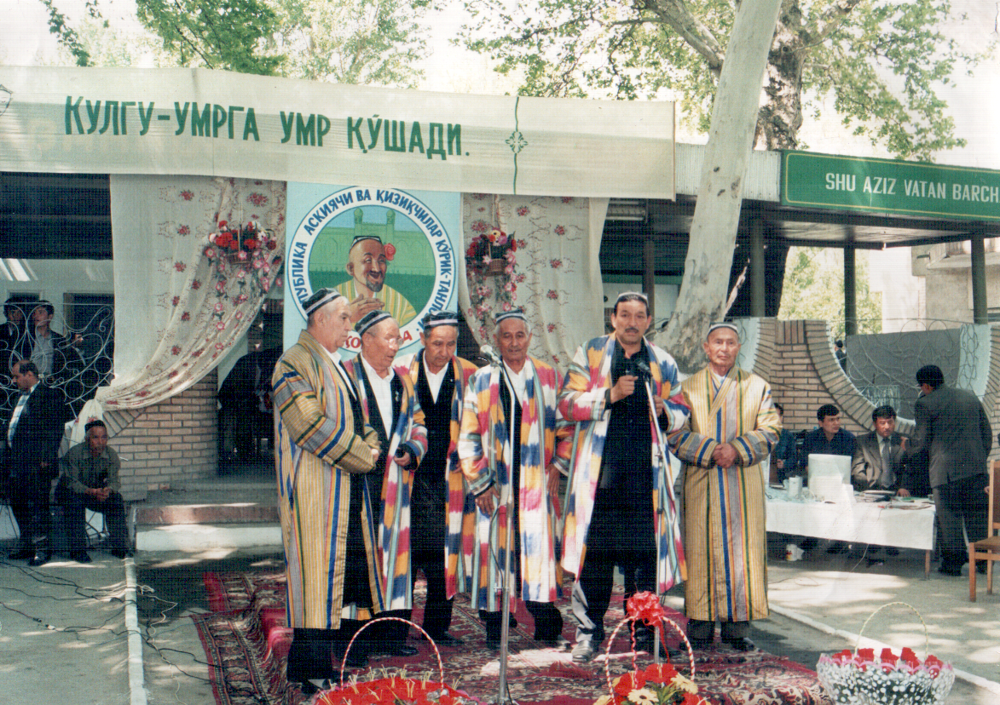 КУЛГУ-УМРГА УМР ҚЎШАДИ.
SHU AZIZ VATAN BARCH
АСКИЯЧИ ВА ҚИЗИҚЧИЛАР КЎРИК-ТАНЛ